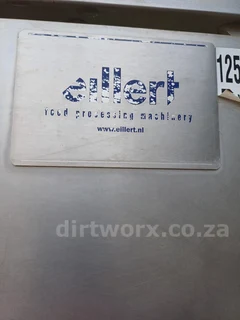 eillert
food processing machinery
www.eillert.nl
125
dirtworx.co.za